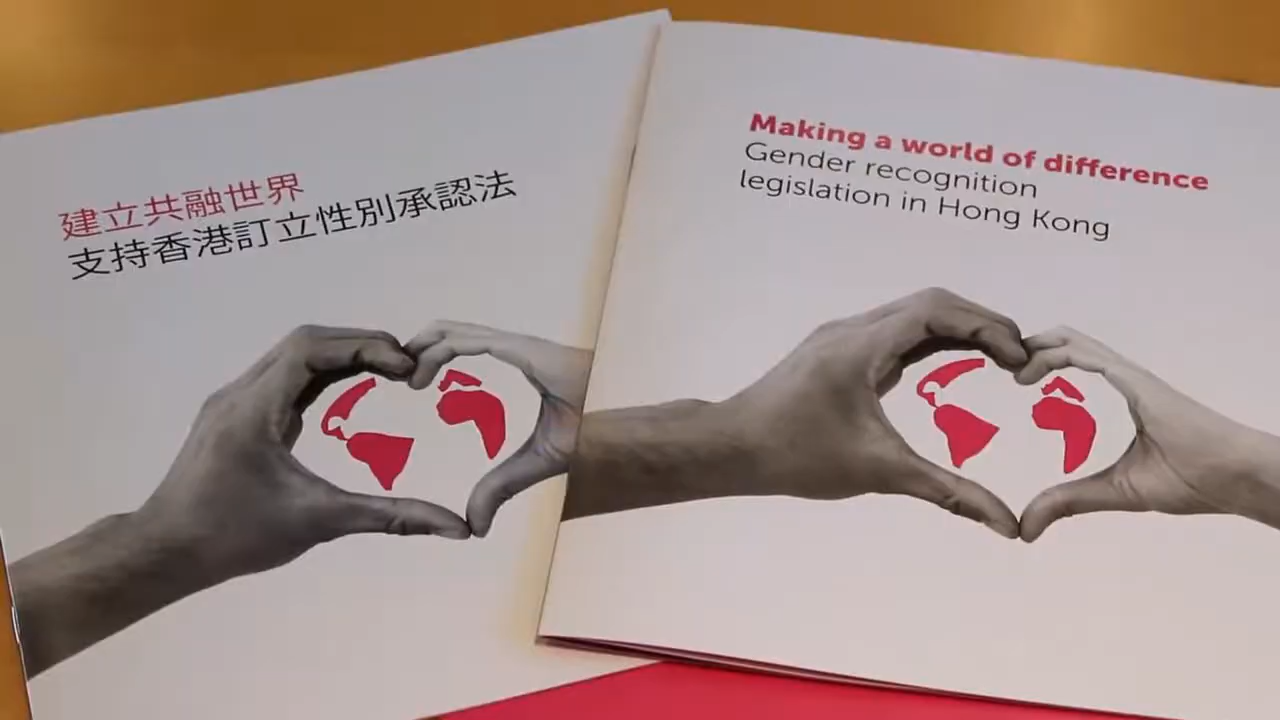 建立共融世界
支持香港訂立性別承認法
Making a world of difference
Gender recognition
legislation in Hong Kong